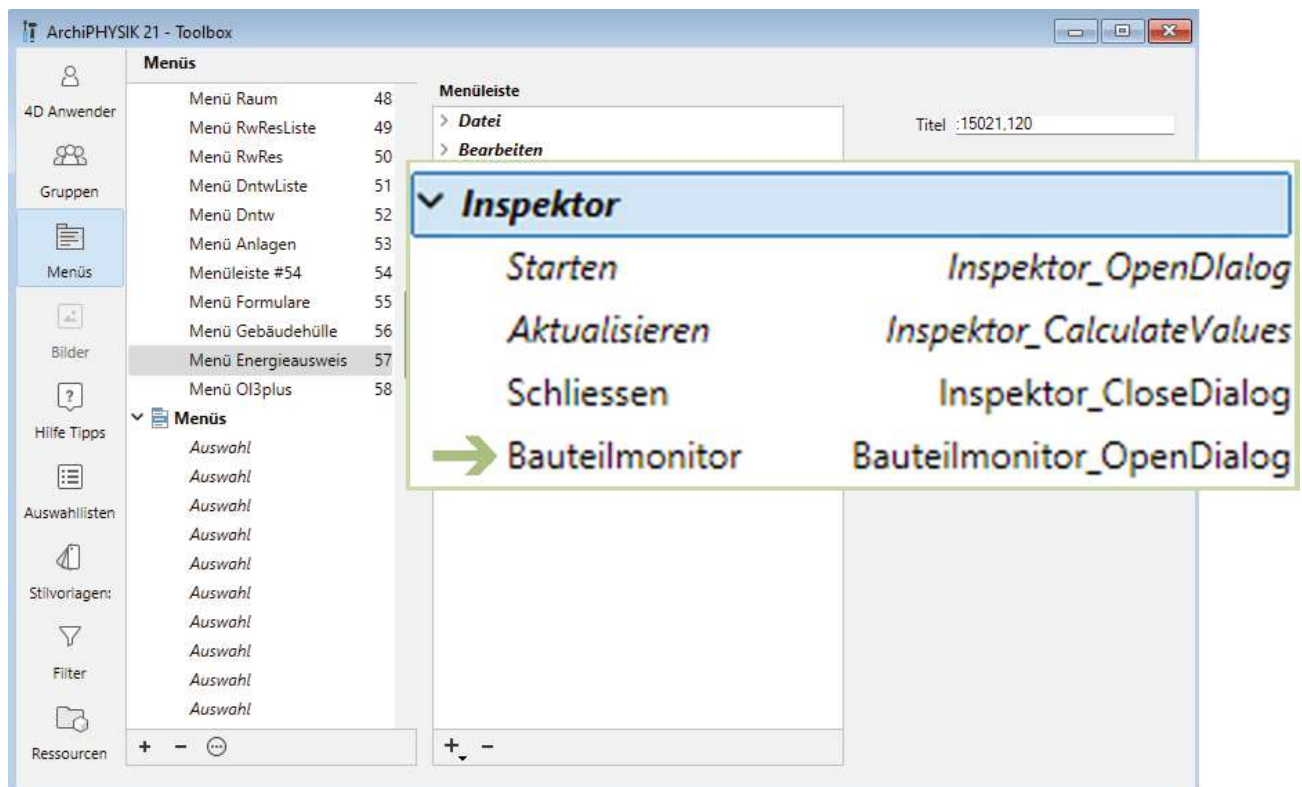 ArchiPHYSIK 21 - Toolbox
4D Anwender
Gruppen
Menüs
Bilder
Hilfe Tipps
Auswahllisten
Stilvorlagen:
Filter
Ressourcen
Menüs
Menü Raum 48
Menü RwResListe 49
Menü RwRes 50
Menü DntwListe 51
Menü Dntw 52
Menü Anlagen 53
Menüleiste #54 54
Menü Formulare 55
Menü Gebäudehülle 56
Menü Energieausweis 57
Menü OI3plus 58
Menüs
Auswahl
Auswahl
Auswahl
Auswahl
Auswahl
Auswahl
Auswahl
Auswahl
Auswahl
Auswahl
Menüleiste
Datei
Bearbeiten
Inspektor
Starten Inspektor_OpenDIalog
Aktualisieren Inspektor_CalculateValues
Schliessen Inspektor_CloseDialog
Bauteilmonitor Bauteilmonitor_OpenDialog
Titel :15021,120